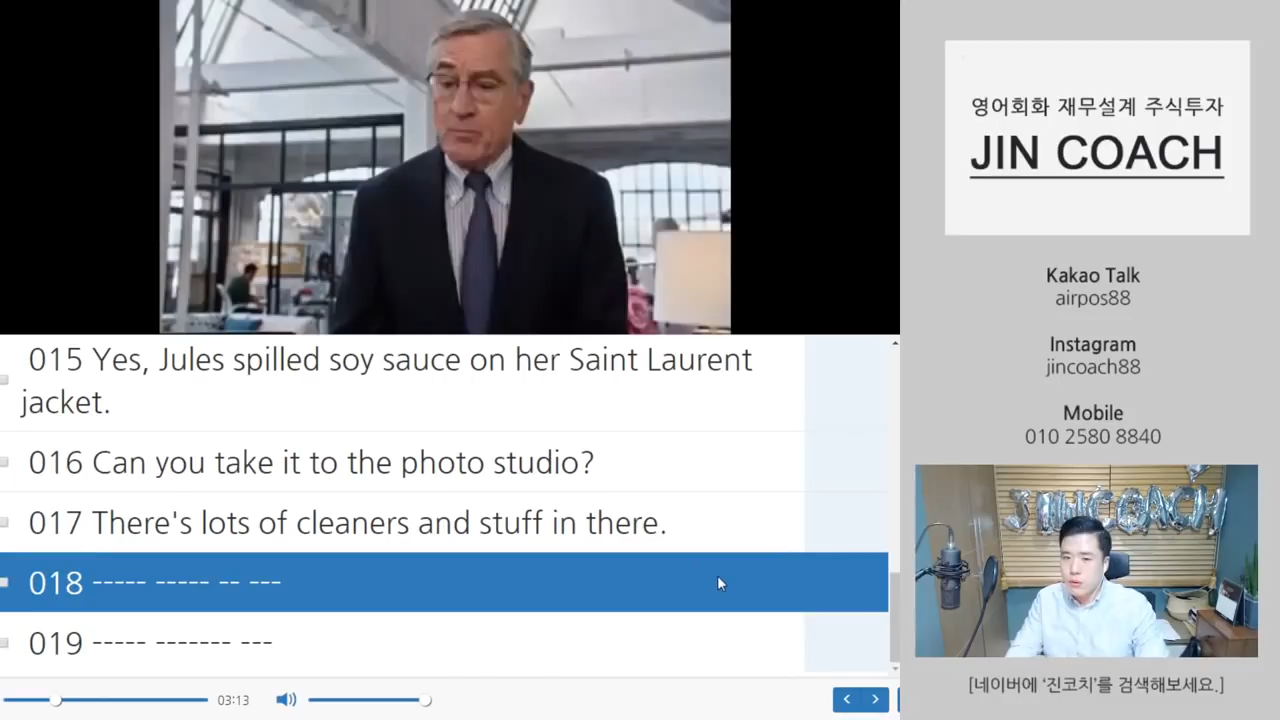 015 Yes, Jules spilled soy sauce on her Saint Laurent
jacket.
016 Can you take it to the photo studio?
017 There's lots of cleaners and stuff in there.
018 ----- ----- -- ---
019 ----- ------- ---
03:13
영어회화 재무설계 주식투자
JIN COACH
Kakao Talk
airpos88
Instagram
jincoach88
Mobile
010 2580 8840
JINCOACH
[네이버에 '진코치'를 검색해보세요.]